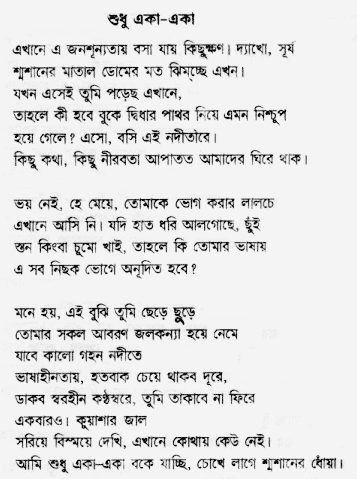 শুধু একা-একা
এখানে এ জনশূন্যতায় বসা যায় কিছুক্ষণ। দ্যাখো, সূর্য
শ্মশানের মাতাল ডোমের মত ঝিমুচ্ছে এখন।
যখন এসেই তুমি পড়েছ এখানে,
তাহলে কী হবে বুকে দ্বিধার পাথর নিয়ে এমন নিশ্চুপ
হয়ে গেলে? এসো, বসি এই নদীতীরে।
কিছু কথা, কিছু নীরবতা আপাতত আমাদের ঘিরে থাক।
ভয় নেই, হে মেয়ে, তোমাকে ভোগ করার লালচে
এখানে আসি নি। যদি হাত ধরি আলগোছে, ছুঁই
স্তন কিংবা চুমো খাই, তাহলে কি তোমার ভাষায়
এ সব নিছক ভোগে অনূদিত হবে?
মনে হয়, এই বুঝি তুমি ছেড়ে ছুড়ে
তোমার সকল আবরণ জলকন্যা হয়ে নেমে
যাবে কালো গহন নদীতে
ভাষাহীনতায়, হতবাক চেয়ে থাকব দূরে,
ডাকব স্বরহীন কণ্ঠস্বরে, তুমি তাকাবে না ফিরে
একবারও। কুয়াশার জাল
সরিয়ে বিস্ময়ে দেখি, এখানে কোথায় কেউ নেই।
আমি শুধু একা-একা বকে যাচ্ছি, চোখে লাগে শ্মশানের ধোঁয়া।